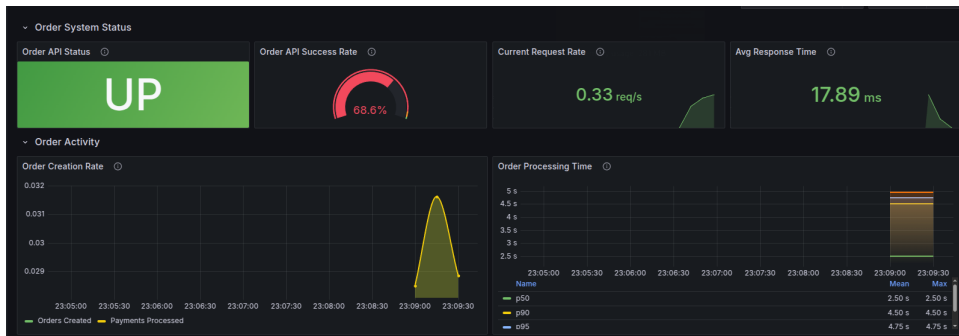 Order System Status
Order API Status
UP
Order API Success Rate
68.6%
Current Request Rate
0.33 req/s
Avg Response Time
17.89 ms
Order Activity
Order Creation Rate
0.032
0.031
0.03
0.029
23:05:00 23:05:30 23:06:00 23:06:30 23:07:00 23:07:30 23:08:00 23:08:30 23:09:00 23:09:30
Orders Created Payments Processed
Order Processing Time
5 s
4.5 s
4 s
3.5 s
3 s
2.5 s
23:05:00 23:05:30 23:06:00 23:06:30 23:07:00 23:07:30 23:08:00 23:08:30 23:09:00 23:09:30
Name Mean Max
p50 2.50 s 2.50 s
p90 4.50 s 4.50 s
p95 4.75 s 4.75 s